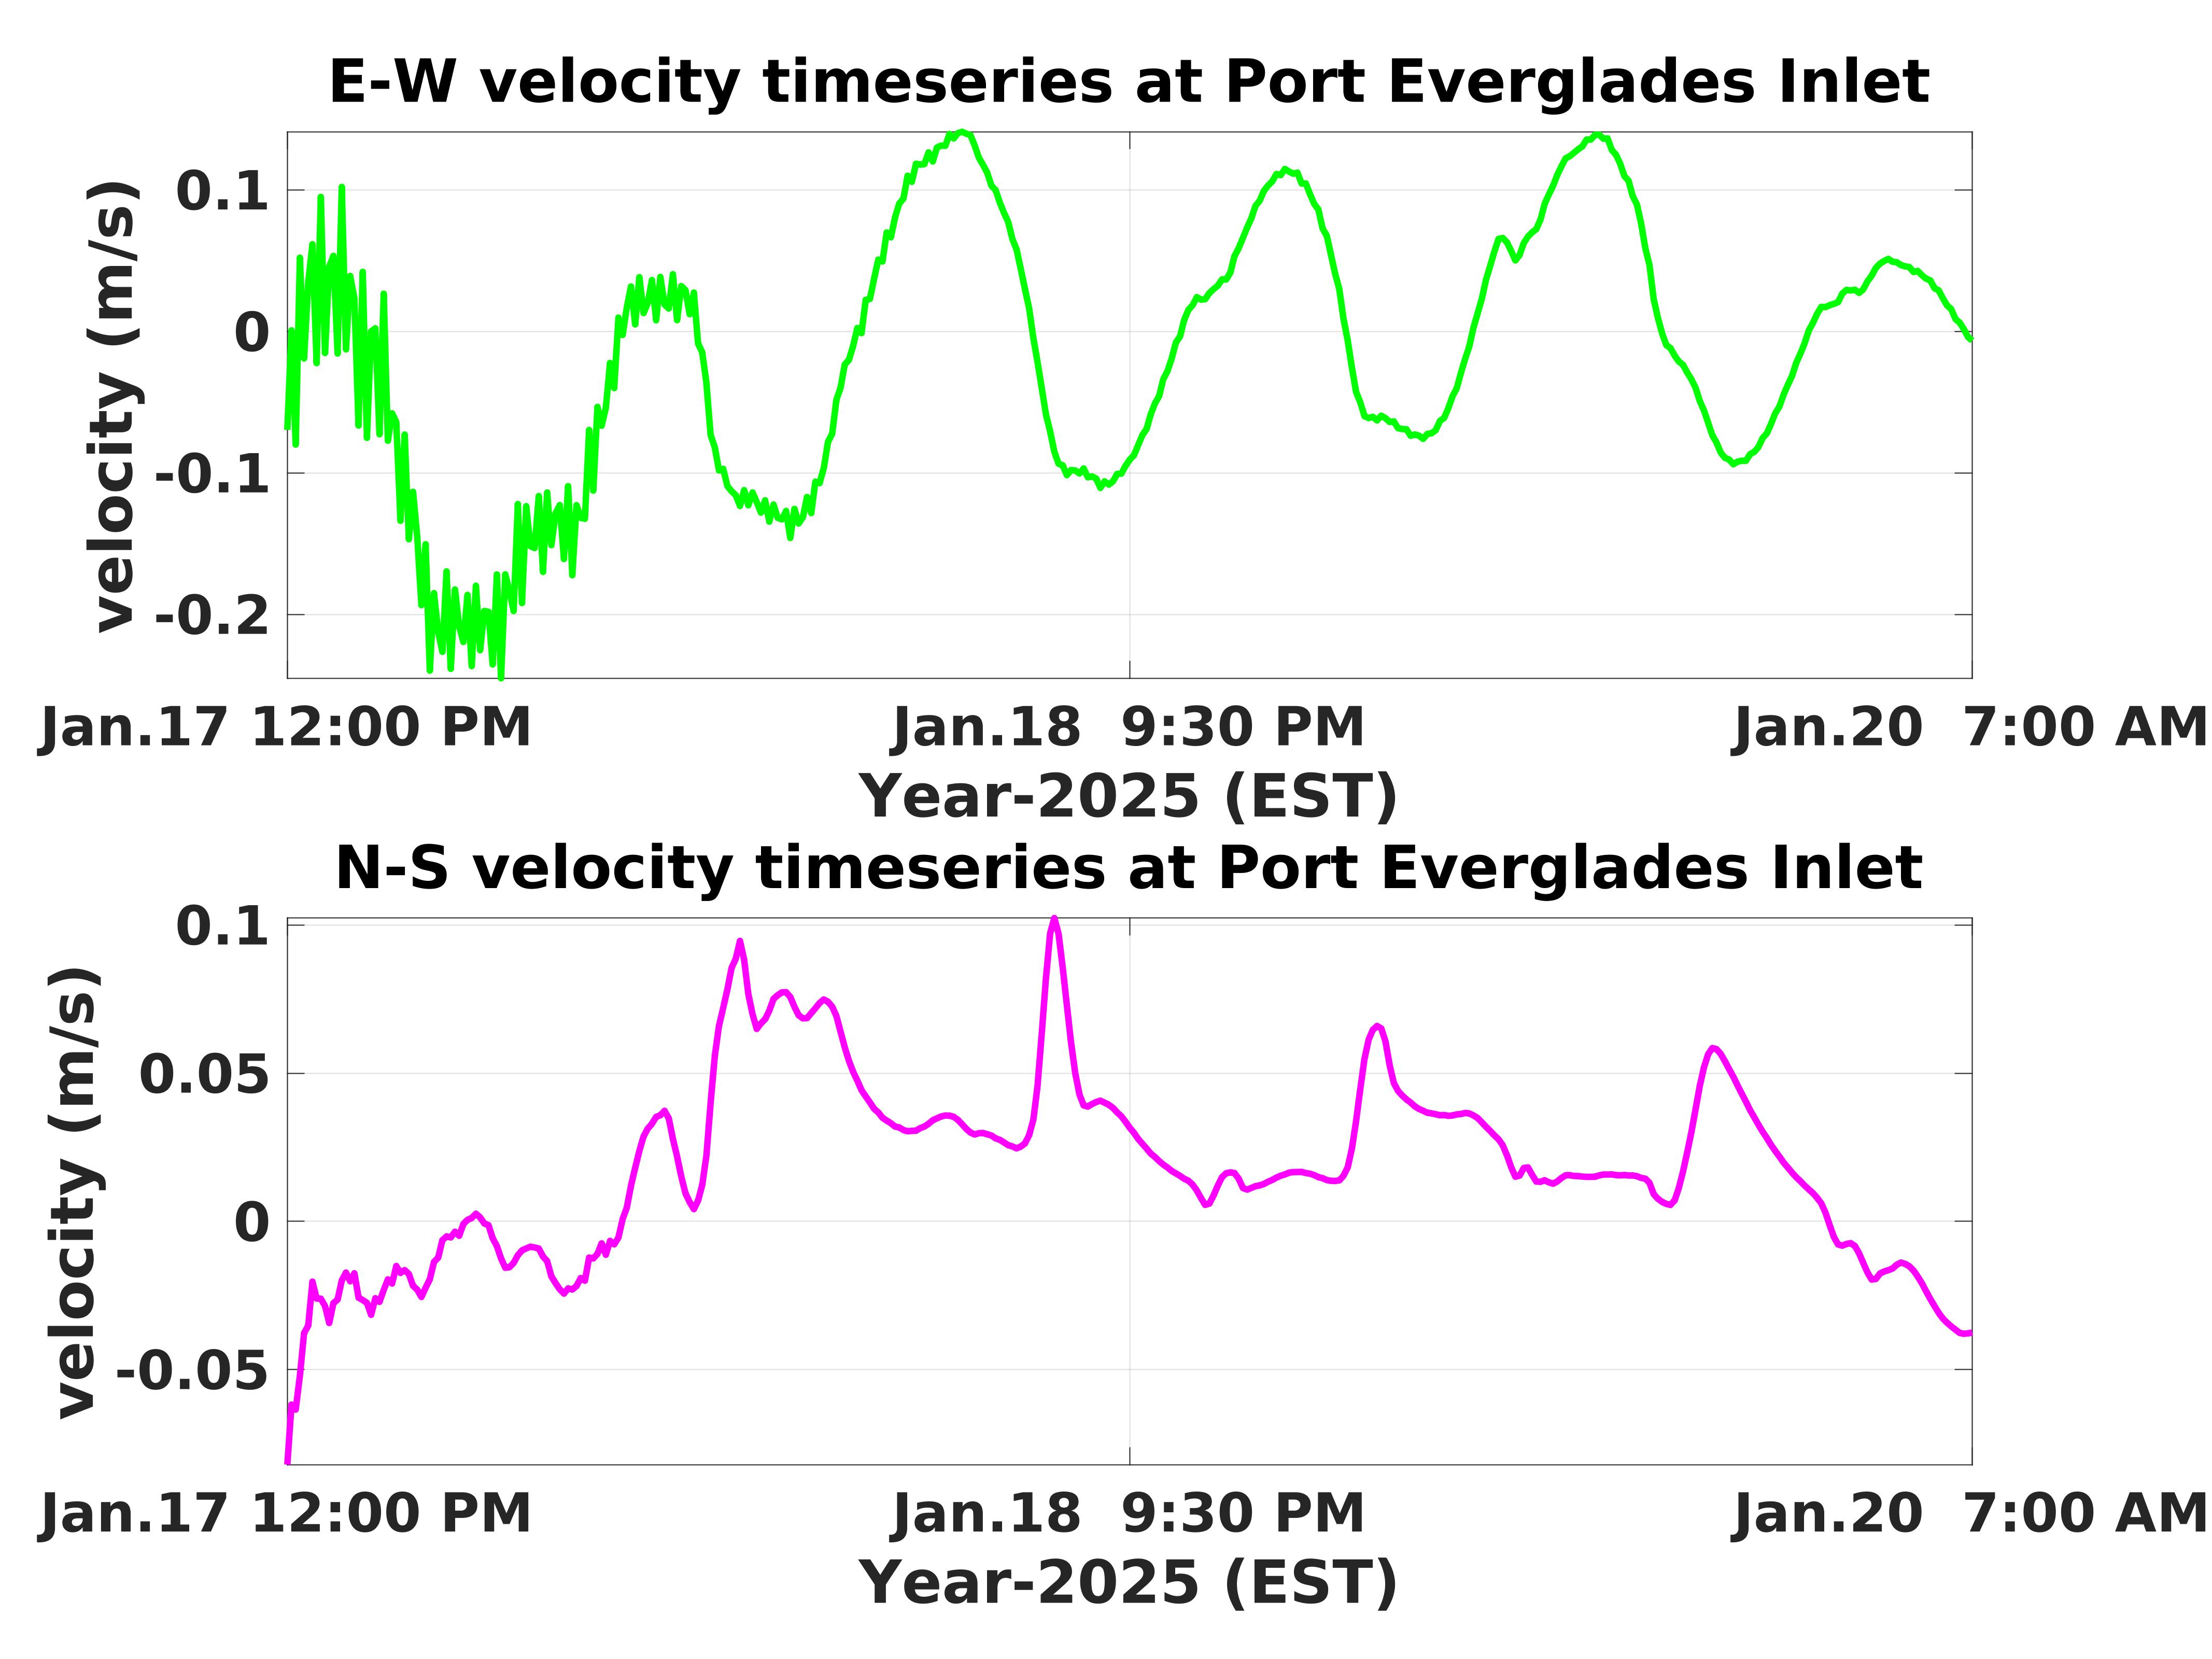 E-W velocity timeseries at Port Everglades Inlet
velocity (m/s)
0.1
0
-0.1
-0.2
Jan.17 12:00 PM
Jan.18  9:30 PM
Jan.20  7:00 AM
Year-2025 (EST)
N-S velocity timeseries at Port Everglades Inlet
velocity (m/s)
0.1
0.05
0
-0.05
Jan.17 12:00 PM
Jan.18  9:30 PM
Jan.20  7:00 AM
Year-2025 (EST)